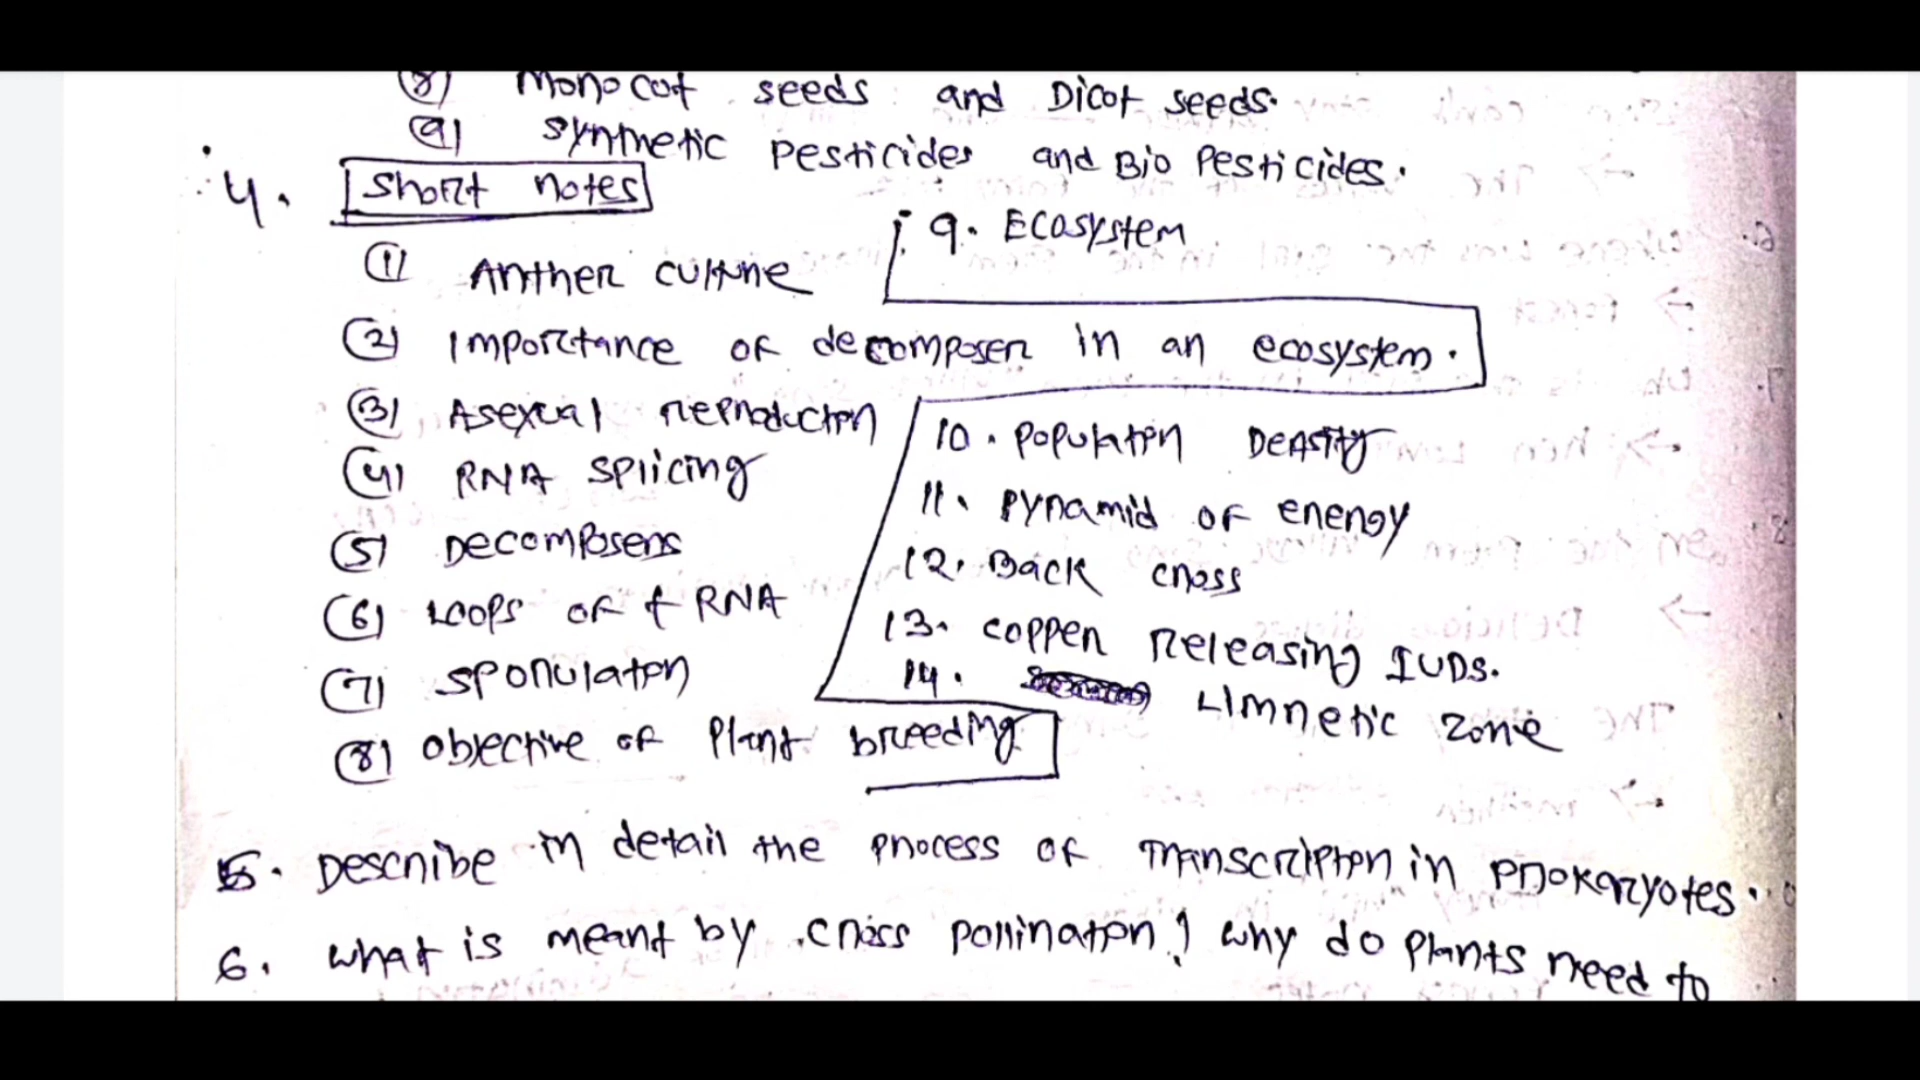 (8) Monocot seeds and Dicot seeds.
(9) Synthetic Pesticides and Bio Pesticides.
4. Short notes
(1) Anther culture
(2) Importance of decomposer in an ecosystem.
(3) Asexual reproduction
(4) RNA splicing
(5) Decomposers
(6) Loops of t RNA
(7) Sporulation
(8) Objective of Plant breeding
9. Ecosystem
10. Population Density
11. Pyramid of energy
12. Back cross
13. Copper Releasing IUDs.
14. Limnetic Zone
5. Describe in detail the process of Transcription in Prokaryotes.
6. What is meant by cross pollination? Why do Plants need to